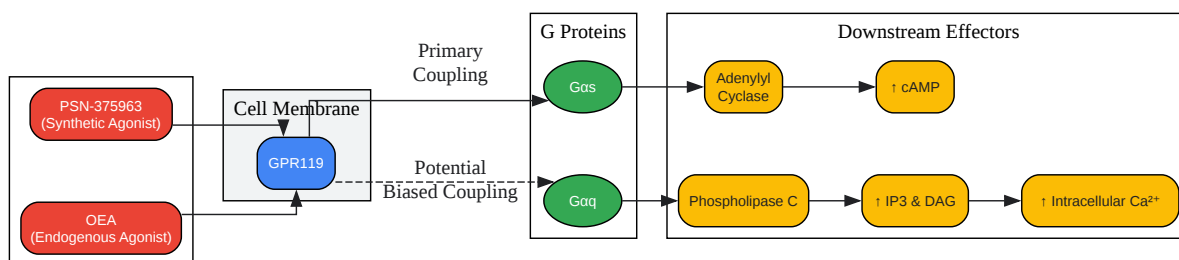 PSN-375963
(Synthetic Agonist)
OEA
(Endogenous Agonist)
Cell Membrane
GPR119
Primary
Coupling
Potential
Biased Coupling
G Proteins
Gαs
Gαq
Downstream Effectors
Adenylyl
Cyclase
↑ cAMP
Phospholipase C
↑ IP3 & DAG
↑ Intracellular Ca²⁺